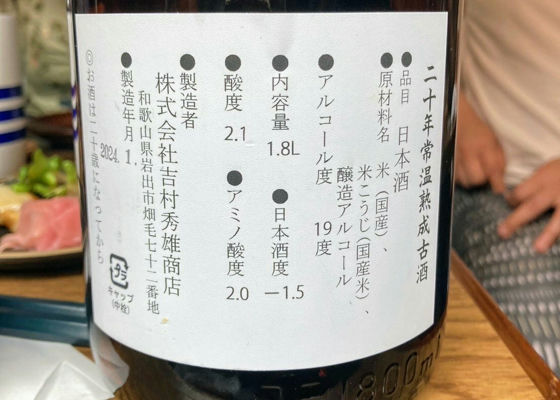 二十年常温熟成古酒
●品目 日本酒
●原材料名 米(国産)、
米こうじ(国産米)、
醸造アルコール
●アルコール度 19度
●内容量 1.8L ●日本酒度 −1.5
●酸度 2.1 ●アミノ酸度 2.0
●製造者
株式会社吉村秀雄商店
和歌山県岩出市畑毛七十二番地
●製造年月 2024. 1.
◎お酒は二十歳になってから
プラ
キャップ
(中栓)
1800ml